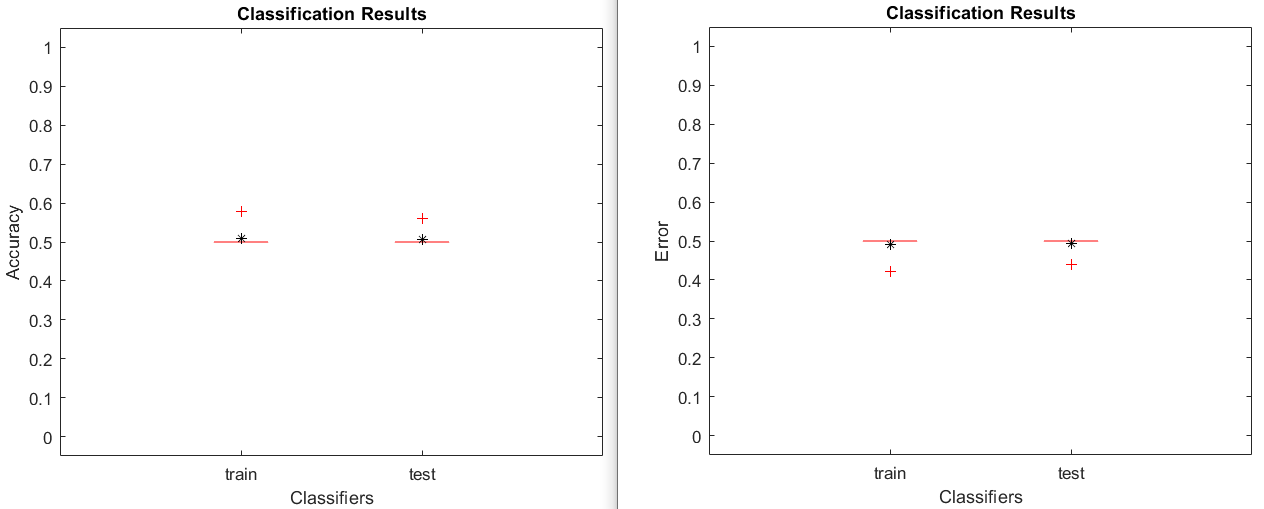 Classification Results
1
0.9
0.8
0.7
0.6
0.5
0.4
0.3
0.2
0.1
0
Accuracy
train test
Classifiers
Classification Results
1
0.9
0.8
0.7
0.6
0.5
0.4
0.3
0.2
0.1
0
Error
train test
Classifiers